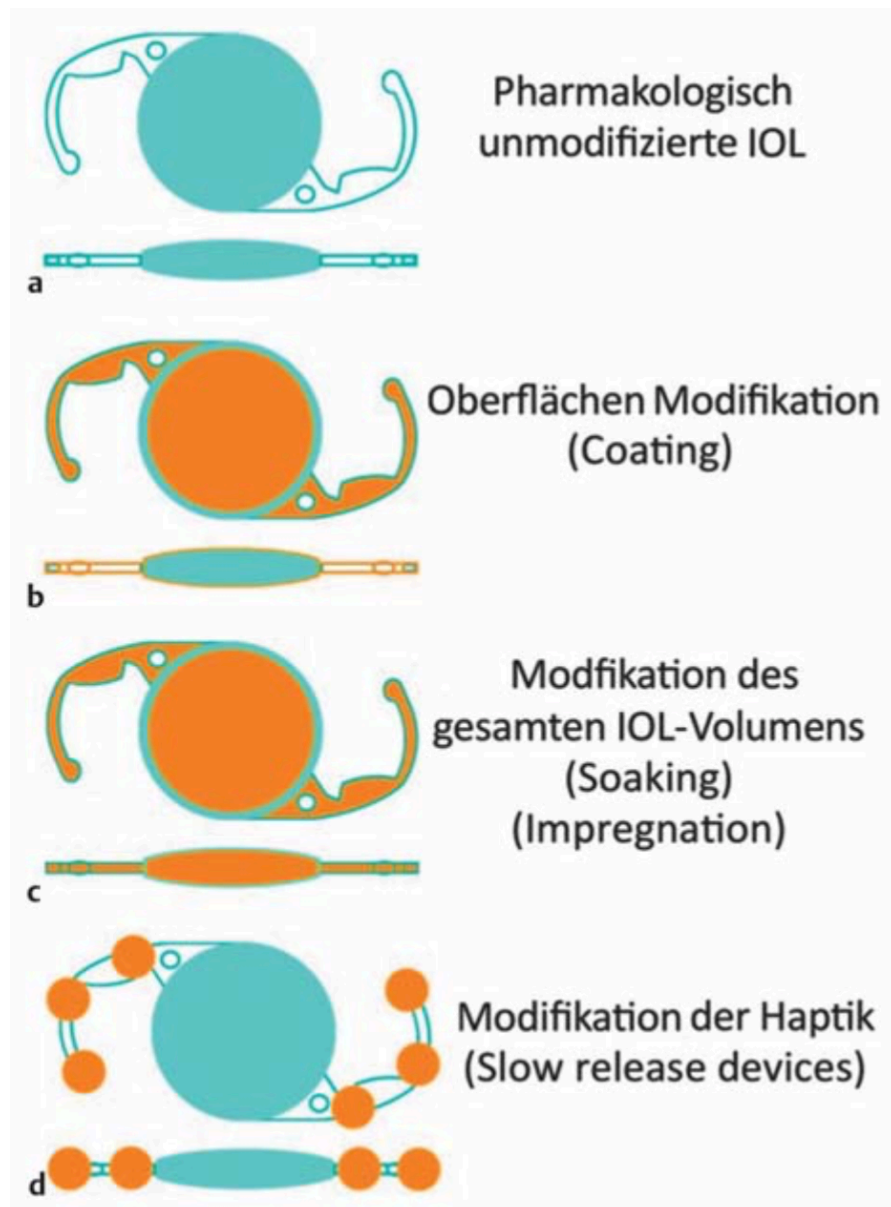 Pharmakologisch
unmodifizierte IOL
a
Oberflächen Modifikation
(Coating)
b
Modfikation des
gesamten IOL-Volumens
(Soaking)
(Impregnation)
c
Modifikation der Haptik
(Slow release devices)
d